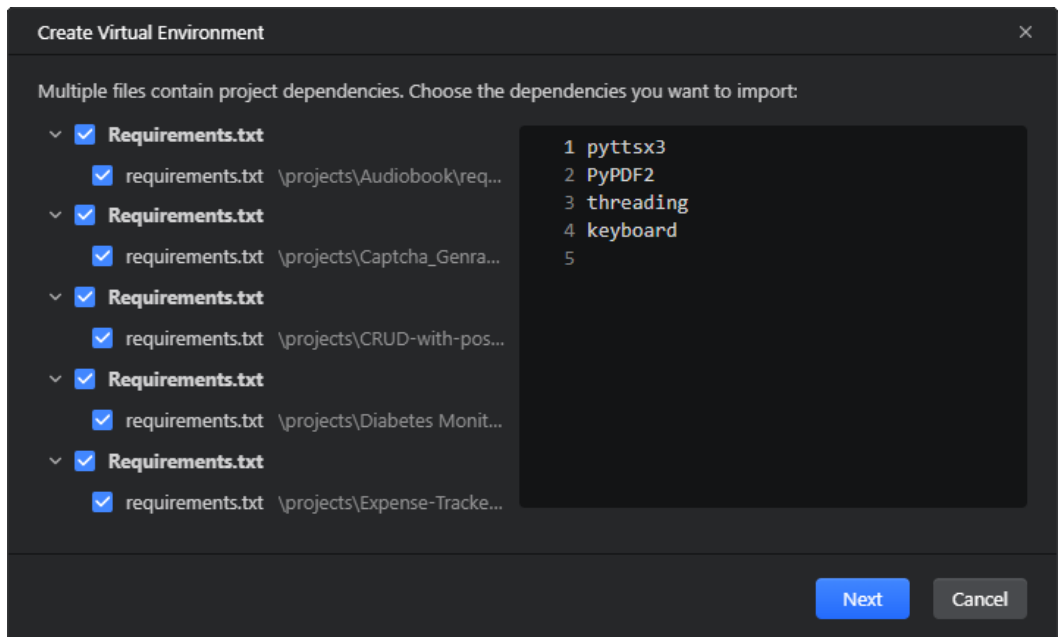 Create Virtual Environment
Multiple files contain project dependencies. Choose the dependencies you want to import:
Requirements.txt
requirements.txt \projects\Audiobook\req...
Requirements.txt
requirements.txt \projects\Captcha_Genra...
Requirements.txt
requirements.txt \projects\CRUD-with-pos...
Requirements.txt
requirements.txt \projects\Diabetes Monit...
Requirements.txt
requirements.txt \projects\Expense-Tracke...
1 pyttsx3
2 PyPDF2
3 threading
4 keyboard
5
Next Cancel